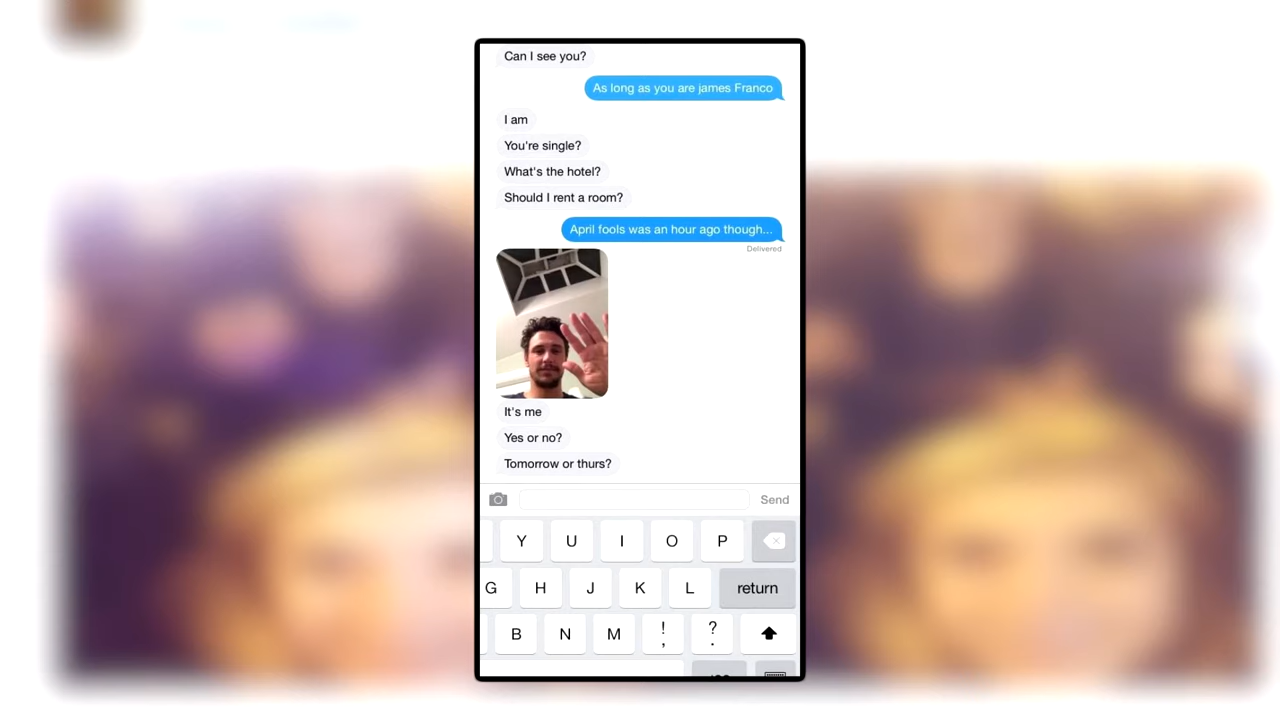 Can I see you?
As long as you are james Franco
I am
You're single?
What's the hotel?
Should I rent a room?
April fools was an hour ago though...
Delivered
It's me
Yes or no?
Tomorrow or thurs?
Send
Y U I O P
G H J K L return
B N M ! , ? .